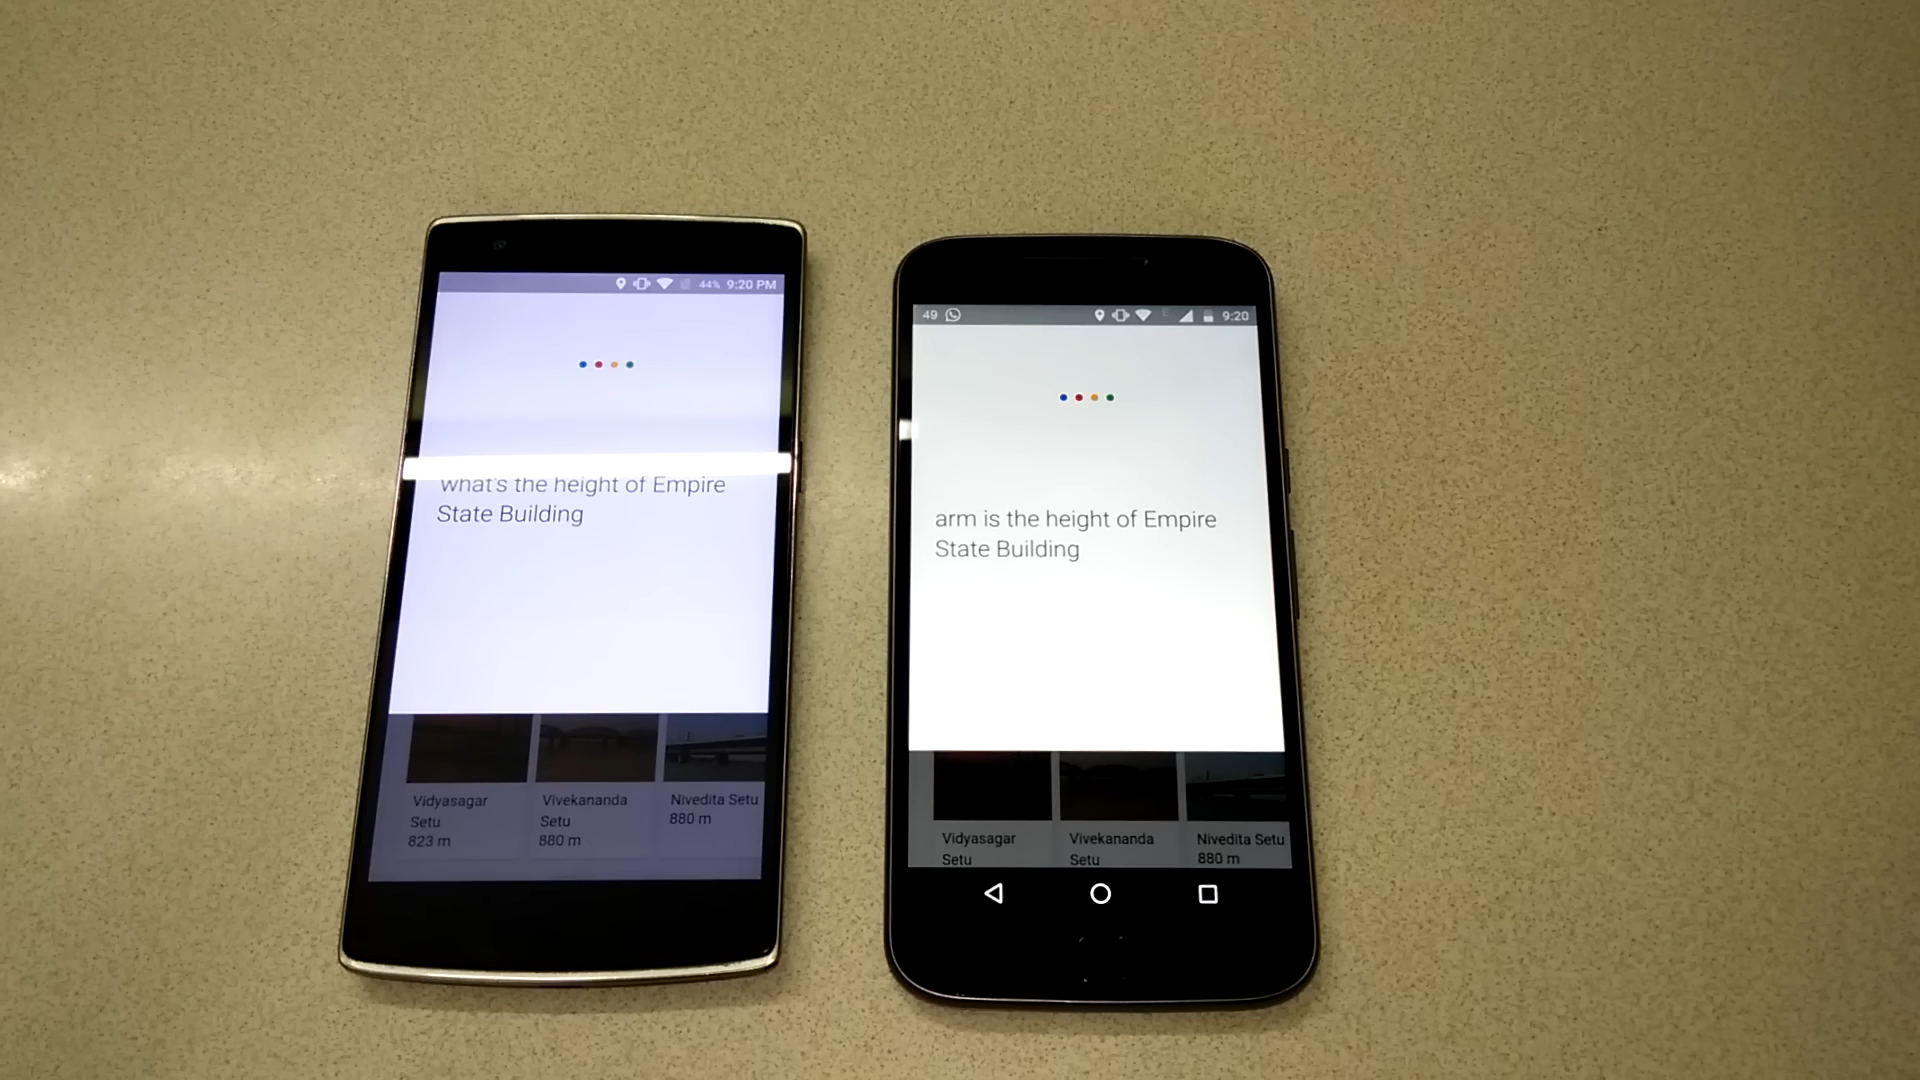 44% 9:20 PM
what's the height of Empire
State Building
Vidyasagar
Setu
823 m
Vivekananda
Setu
880 m
Nivedita Setu
880 m
49 9:20
arm is the height of Empire
State Building
Vidyasagar
Setu
Vivekananda
Setu
Nivedita Setu
880 m